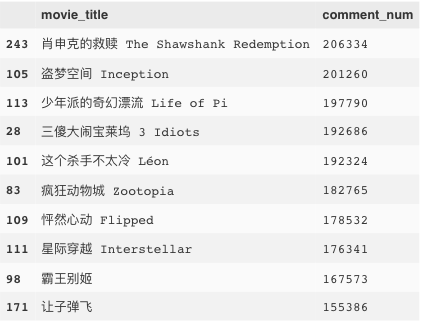 movie_title comment_num
243 肖申克的救赎 The Shawshank Redemption 206334
105 盗梦空间 Inception 201260
113 少年派的奇幻漂流 Life of Pi 197790
28 三傻大闹宝莱坞 3 Idiots 192686
101 这个杀手不太冷 Léon 192324
83 疯狂动物城 Zootopia 182765
109 怦然心动 Flipped 178532
111 星际穿越 Interstellar 176341
98 霸王别姬 167573
171 让子弹飞 155386